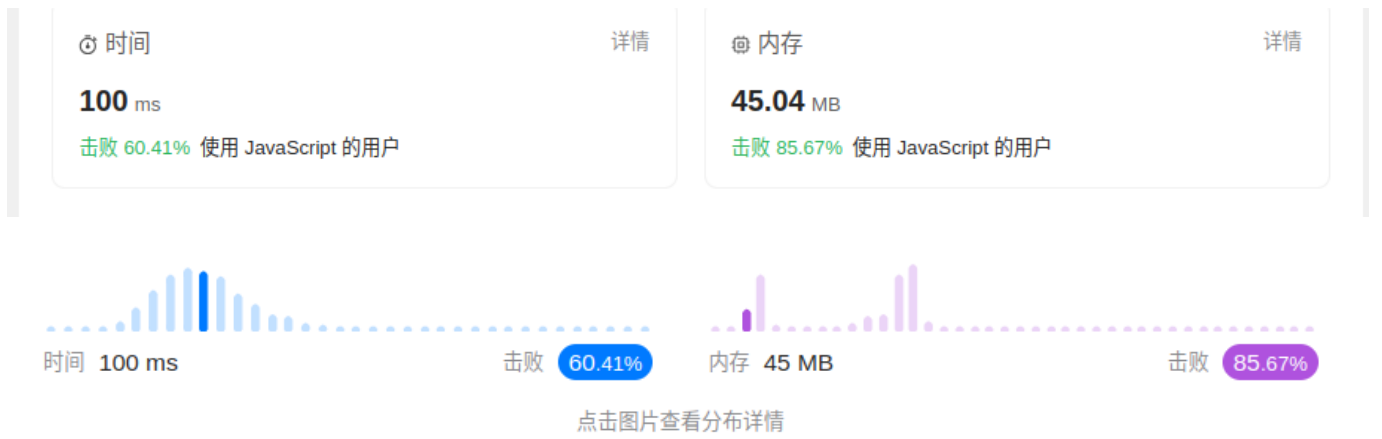 时间 详情
100 ms
击败 60.41% 使用 JavaScript 的用户
内存 详情
45.04 MB
击败 85.67% 使用 JavaScript 的用户
时间 100 ms 击败 60.41%
内存 45 MB 击败 85.67%
点击图片查看分布详情